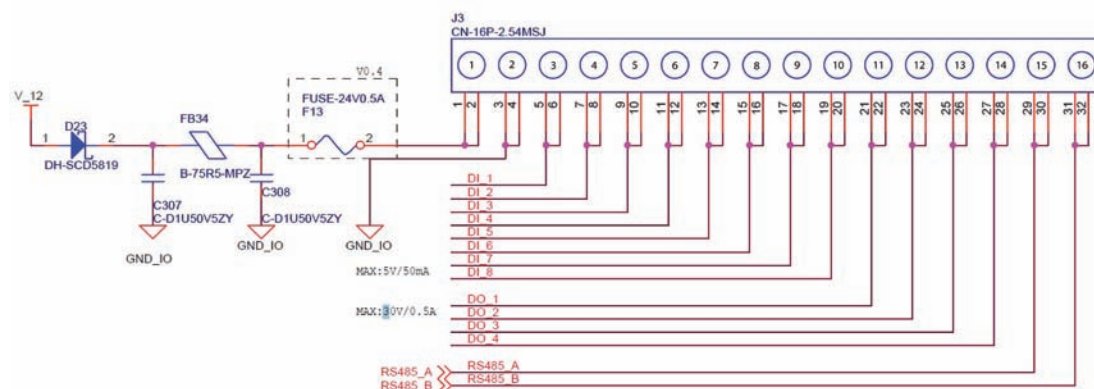 J3
CN-16P-2.54MSJ
1 2 3 4 5 6 7 8 9 10 11 12 13 14 15 16
V0.4
V_12
FUSE-24V0.5A
F13
1 2 3 4 5 6 7 8 9 10 11 12 13 14 15 16 17 18 19 20 21 22 23 24 25 26 27 28 29 30 31 32
D23
FB34
1 2
1 2
DH-SCD5819
B-75R5-MPZ
C307
C-D1U50V5ZY
C308
C-D1U50V5ZY
GND_IO
GND_IO
GND_IO
DI_1
DI_2
DI_3
DI_4
DI_5
DI_6
DI_7
MAX:5V/50mA
DI_8
DO_1
MAX:30V/0.5A
DO_2
DO_3
DO_4
RS485_A
RS485_A
RS485_B
RS485_B